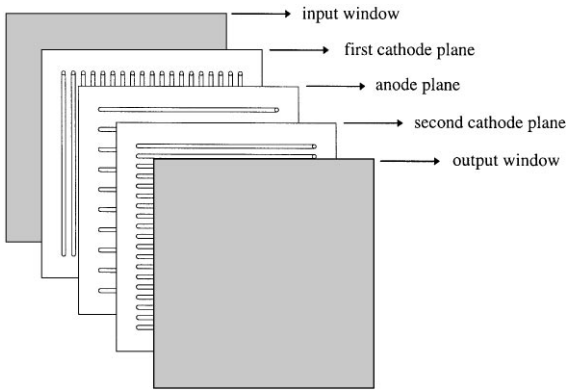 input window
first cathode plane
anode plane
second cathode plane
output window